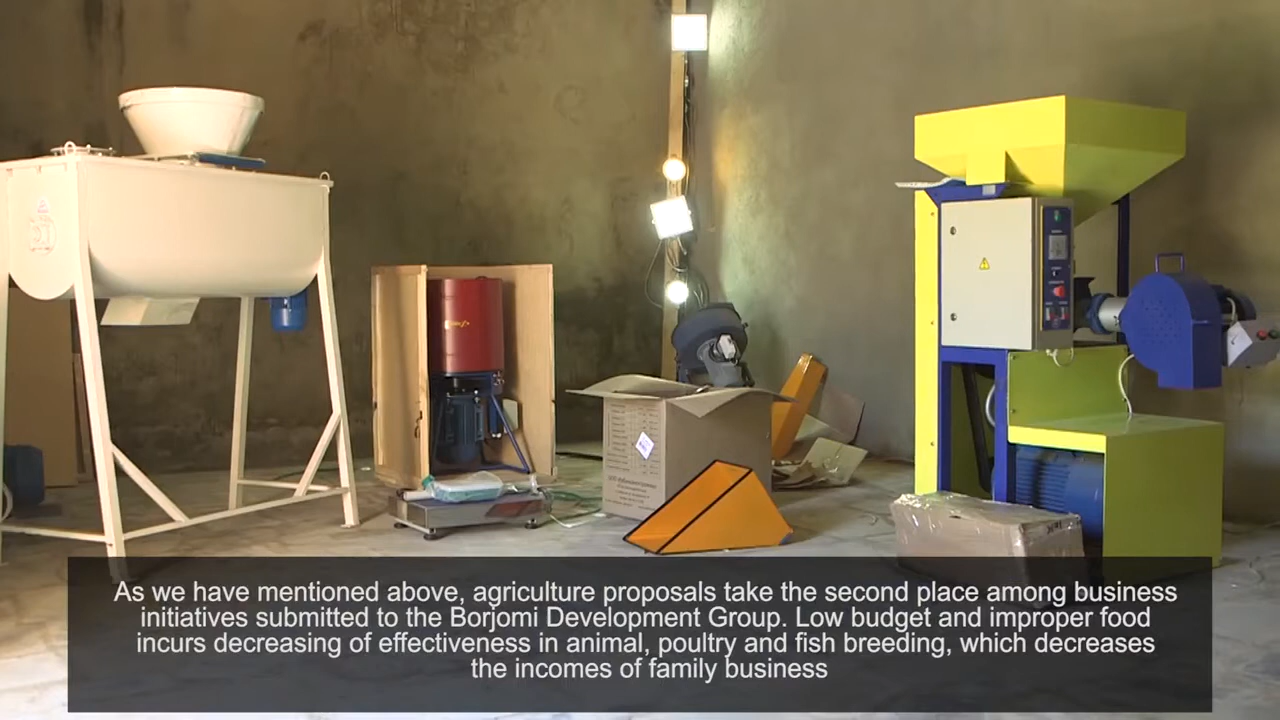 As we have mentioned above, agriculture proposals take the second place among business
initiatives submitted to the Borjomi Development Group. Low budget and improper food
incurs decreasing of effectiveness in animal, poultry and fish breeding, which decreases
the incomes of family business